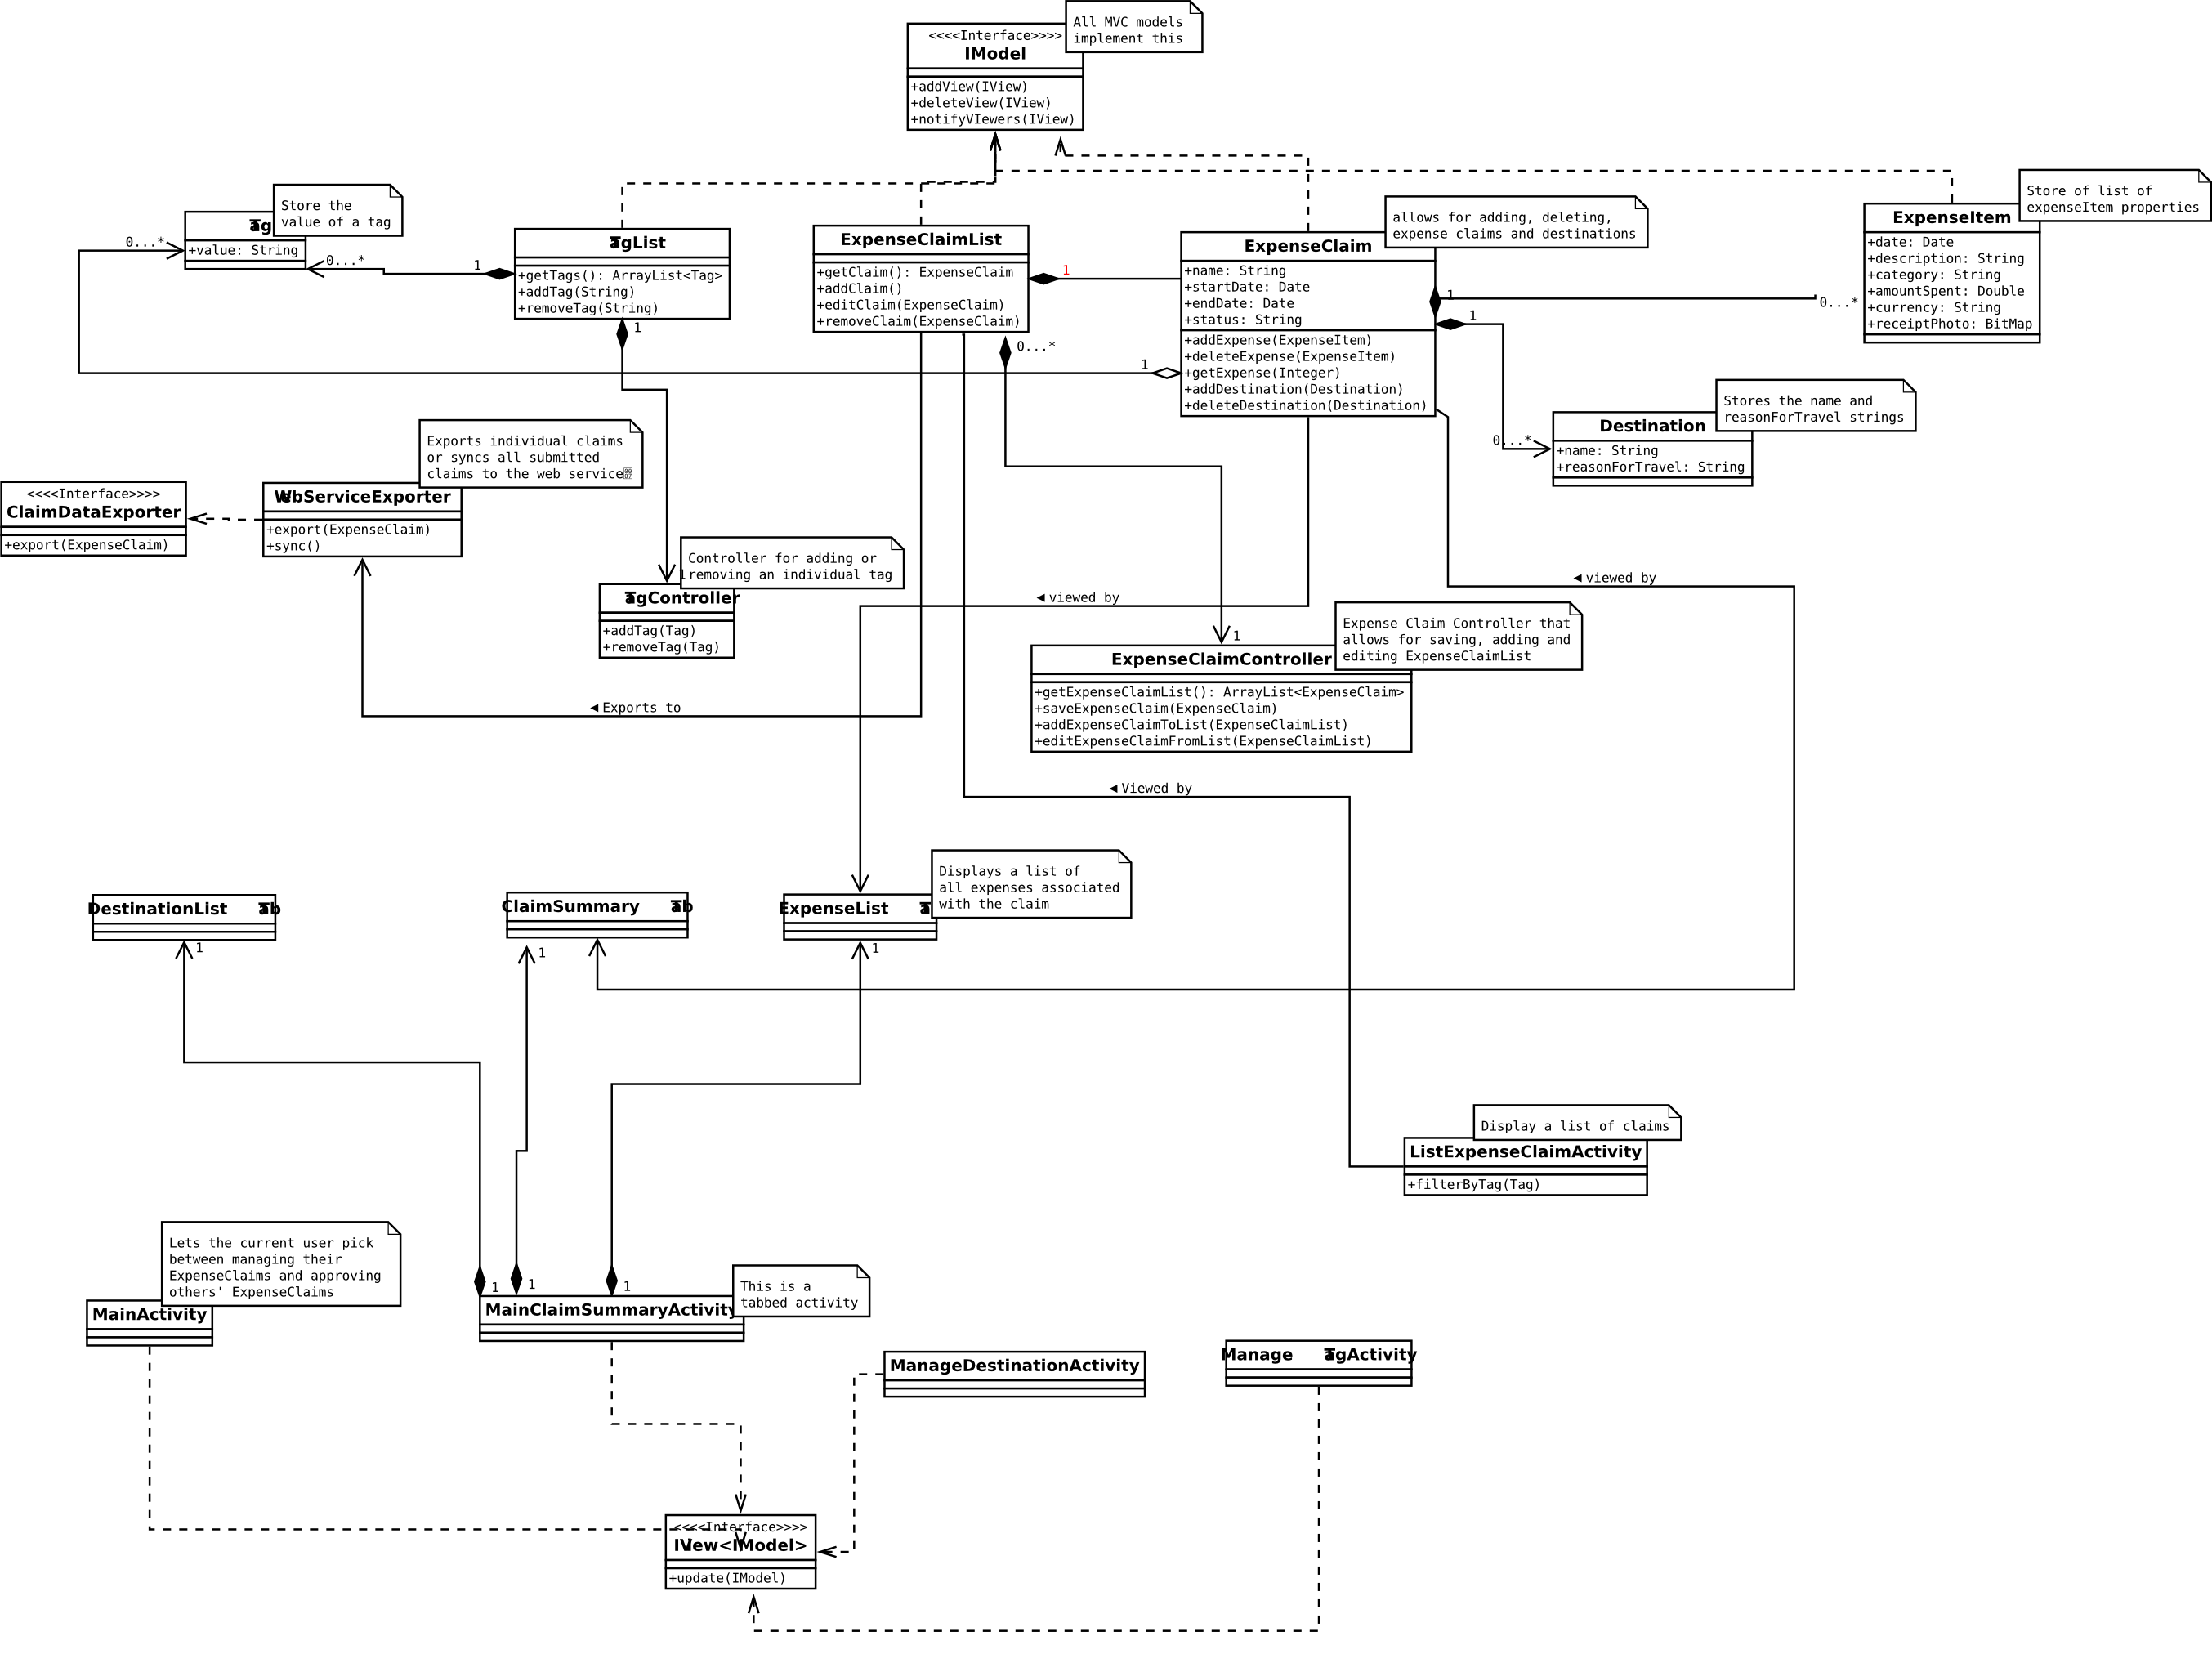 All MVC models
implement this
<<<<Interface>>>>
IModel
+addView(IView)
+deleteView(IView)
+notifyVIewers(IView)
Store the
value of a tag
Tag
+value: String
0...*
0...*
1
TagList
+getTags(): ArrayList<Tag>
+addTag(String)
+removeTag(String)
1
ExpenseClaimList
+getClaim(): ExpenseClaim
+addClaim()
+editClaim(ExpenseClaim)
+removeClaim(ExpenseClaim)
1
0...*
1
allows for adding, deleting,
expense claims and destinations
ExpenseClaim
+name: String
+startDate: Date
+endDate: Date
+status: String
+addExpense(ExpenseItem)
+deleteExpense(ExpenseItem)
+getExpense(Integer)
+addDestination(Destination)
+deleteDestination(Destination)
1
1
0...*
0...*
Store of list of
expenseItem properties
ExpenseItem
+date: Date
+description: String
+category: String
+amountSpent: Double
+currency: String
+receiptPhoto: BitMap
Stores the name and
reasonForTravel strings
Destination
+name: String
+reasonForTravel: String
Exports individual claims
or syncs all submitted
claims to the web service
<<<<Interface>>>>
ClaimDataExporter
+export(ExpenseClaim)
WebServiceExporter
+export(ExpenseClaim)
+sync()
Controller for adding or
removing an individual tag
1
TagController
+addTag(Tag)
+removeTag(Tag)
viewed by
viewed by
1
Expense Claim Controller that
allows for saving, adding and
editing ExpenseClaimList
ExpenseClaimController
+getExpenseClaimList(): ArrayList<ExpenseClaim>
+saveExpenseClaim(ExpenseClaim)
+addExpenseClaimToList(ExpenseClaimList)
+editExpenseClaimFromList(ExpenseClaimList)
Exports to
Viewed by
Displays a list of
all expenses associated
with the claim
DestinationList Tab
ClaimSummary Tab
ExpenseList Ta
1
1
1
Display a list of claims
ListExpenseClaimActivity
+filterByTag(Tag)
Lets the current user pick
between managing their
ExpenseClaims and approving
others' ExpenseClaims
MainActivity
1
1
1
This is a
tabbed activity
MainClaimSummaryActivity
ManageDestinationActivity
Manage TagActivity
<<<<Interface>>>>
IView<IModel>
+update(IModel)